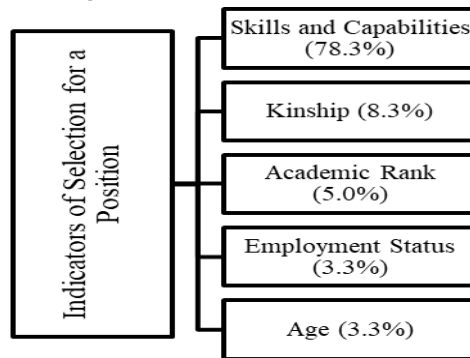 Indicators of Selection for a
Position
Skills and Capabilities
(78.3%)
Kinship (8.3%)
Academic Rank
(5.0%)
Employment Status
(3.3%)
Age (3.3%)